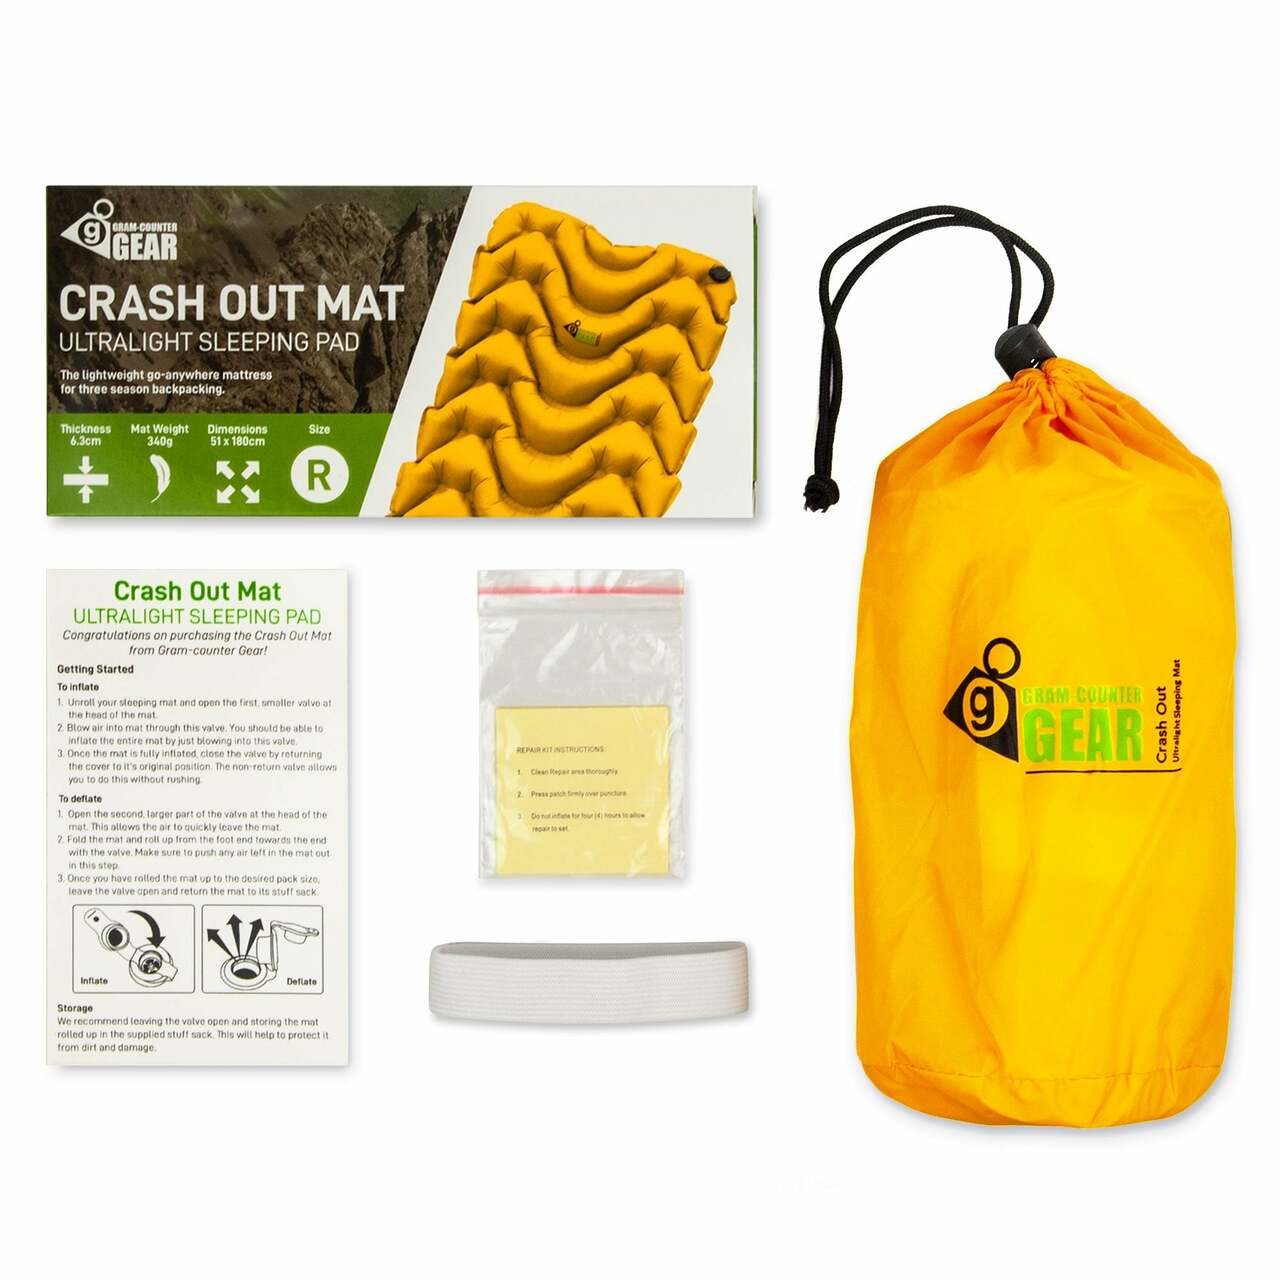 g
GRAM-COUNTER
GEAR
CRASH OUT MAT
ULTRALIGHT SLEEPING PAD
The lightweight go-anywhere mattress
for three season backpacking.
Thickness
6.3cm
Mat Weight
340g
Dimensions
51 x 180cm
Size
R
Crash Out Mat
ULTRALIGHT SLEEPING PAD
Congratulations on purchasing the Crash Out Mat
from Gram-counter Gear!
Getting Started
To inflate
1. Unroll your sleeping mat and open the first, smaller valve at
the head of the mat.
2. Blow air into mat through this valve. You should be able to
inflate the entire mat by just blowing into this valve.
3. Once the mat is fully inflated, close the valve by returning
the cover to it's original position. The non-return valve allows
you to do this without rushing.
To deflate
1. Open the second, larger part of the valve at the head of the
mat. This allows the air to quickly leave the mat.
2. Fold the mat and roll up from the foot end towards the end
with the valve. Make sure to push any air left in the mat out
in this step.
3. Once you have rolled the mat up to the desired pack size,
leave the valve open and return the mat to its stuff sack.
Inflate
Deflate
Storage
We recommend leaving the valve open and storing the mat
rolled up in the supplied stuff sack. This will help to protect it
from dirt and damage.
REPAIR KIT INSTRUCTIONS:
1. Clean Repair area thoroughly.
2. Press patch firmly over puncture.
3. Do not inflate for four (4) hours to allow
repair to set.
g
GRAM-COUNTER
GEAR
Crash Out
Ultralight Sleeping Mat